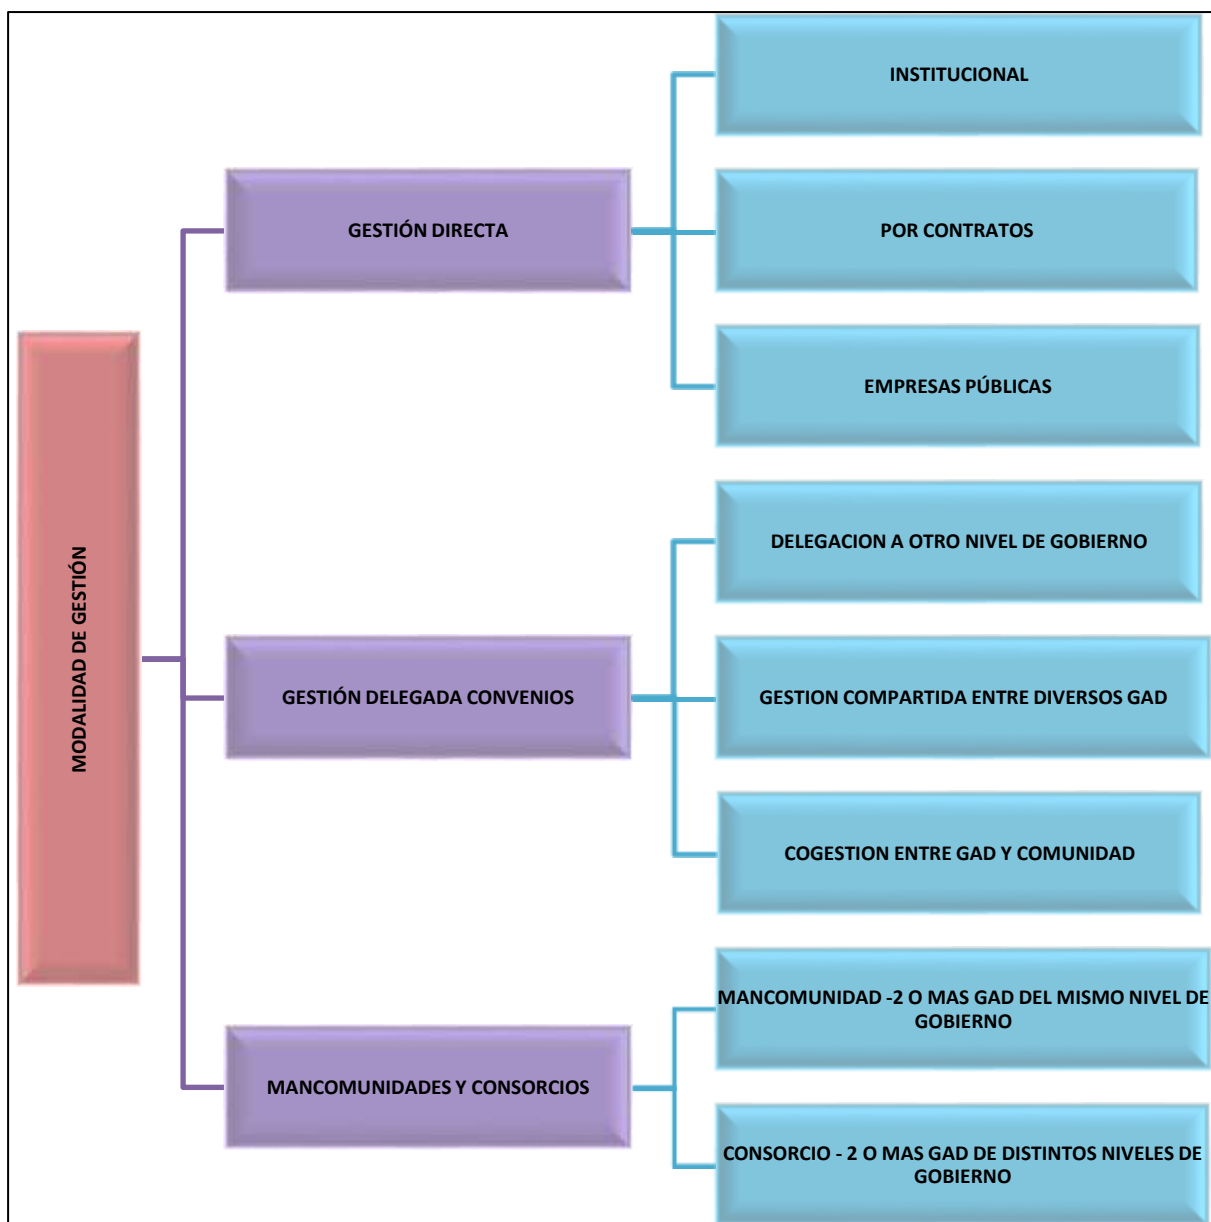 MODALIDAD DE GESTIÓN
GESTIÓN DIRECTA
INSTITUCIONAL
POR CONTRATOS
EMPRESAS PÚBLICAS
GESTIÓN DELEGADA CONVENIOS
DELEGACION A OTRO NIVEL DE GOBIERNO
GESTION COMPARTIDA ENTRE DIVERSOS GAD
COGESTION ENTRE GAD Y COMUNIDAD
MANCOMUNIDADES Y CONSORCIOS
MANCOMUNIDAD -2 O MAS GAD DEL MISMO NIVEL DE
GOBIERNO
CONSORCIO - 2 O MAS GAD DE DISTINTOS NIVELES DE
GOBIERNO